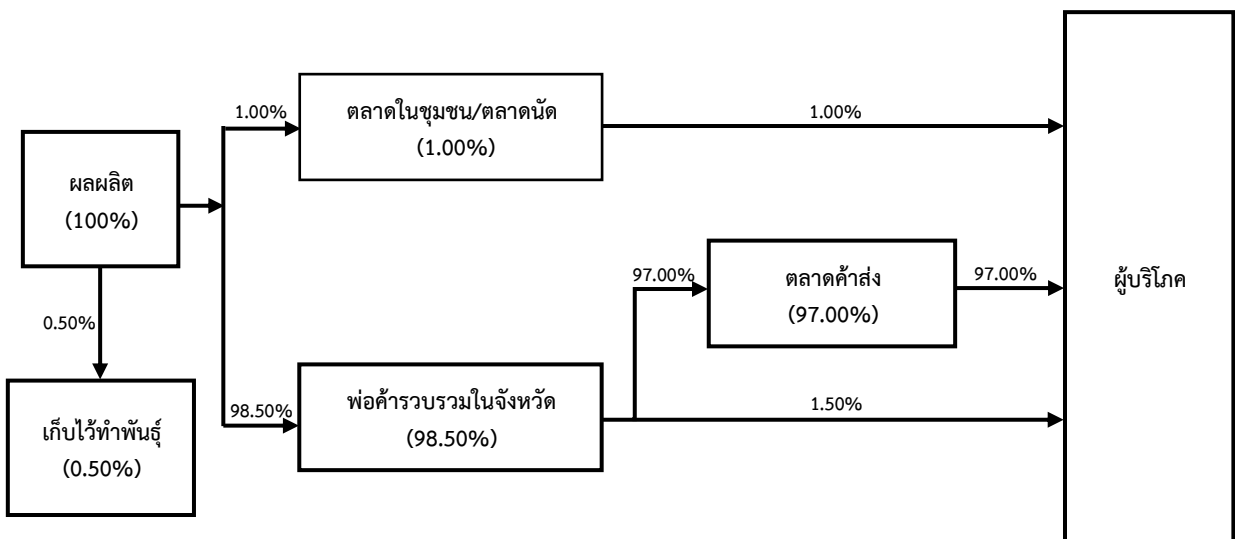 1.00%
ตลาดในชุมชน/ตลาดนัด
(1.00%)
1.00%
ผลผลิต
(100%)
97.00%
ตลาดค้าส่ง
(97.00%)
97.00%
ผู้บริโภค
0.50%
98.50%
พ่อค้ารวบรวมในจังหวัด
(98.50%)
1.50%
เก็บไว้ทำพันธุ์
(0.50%)